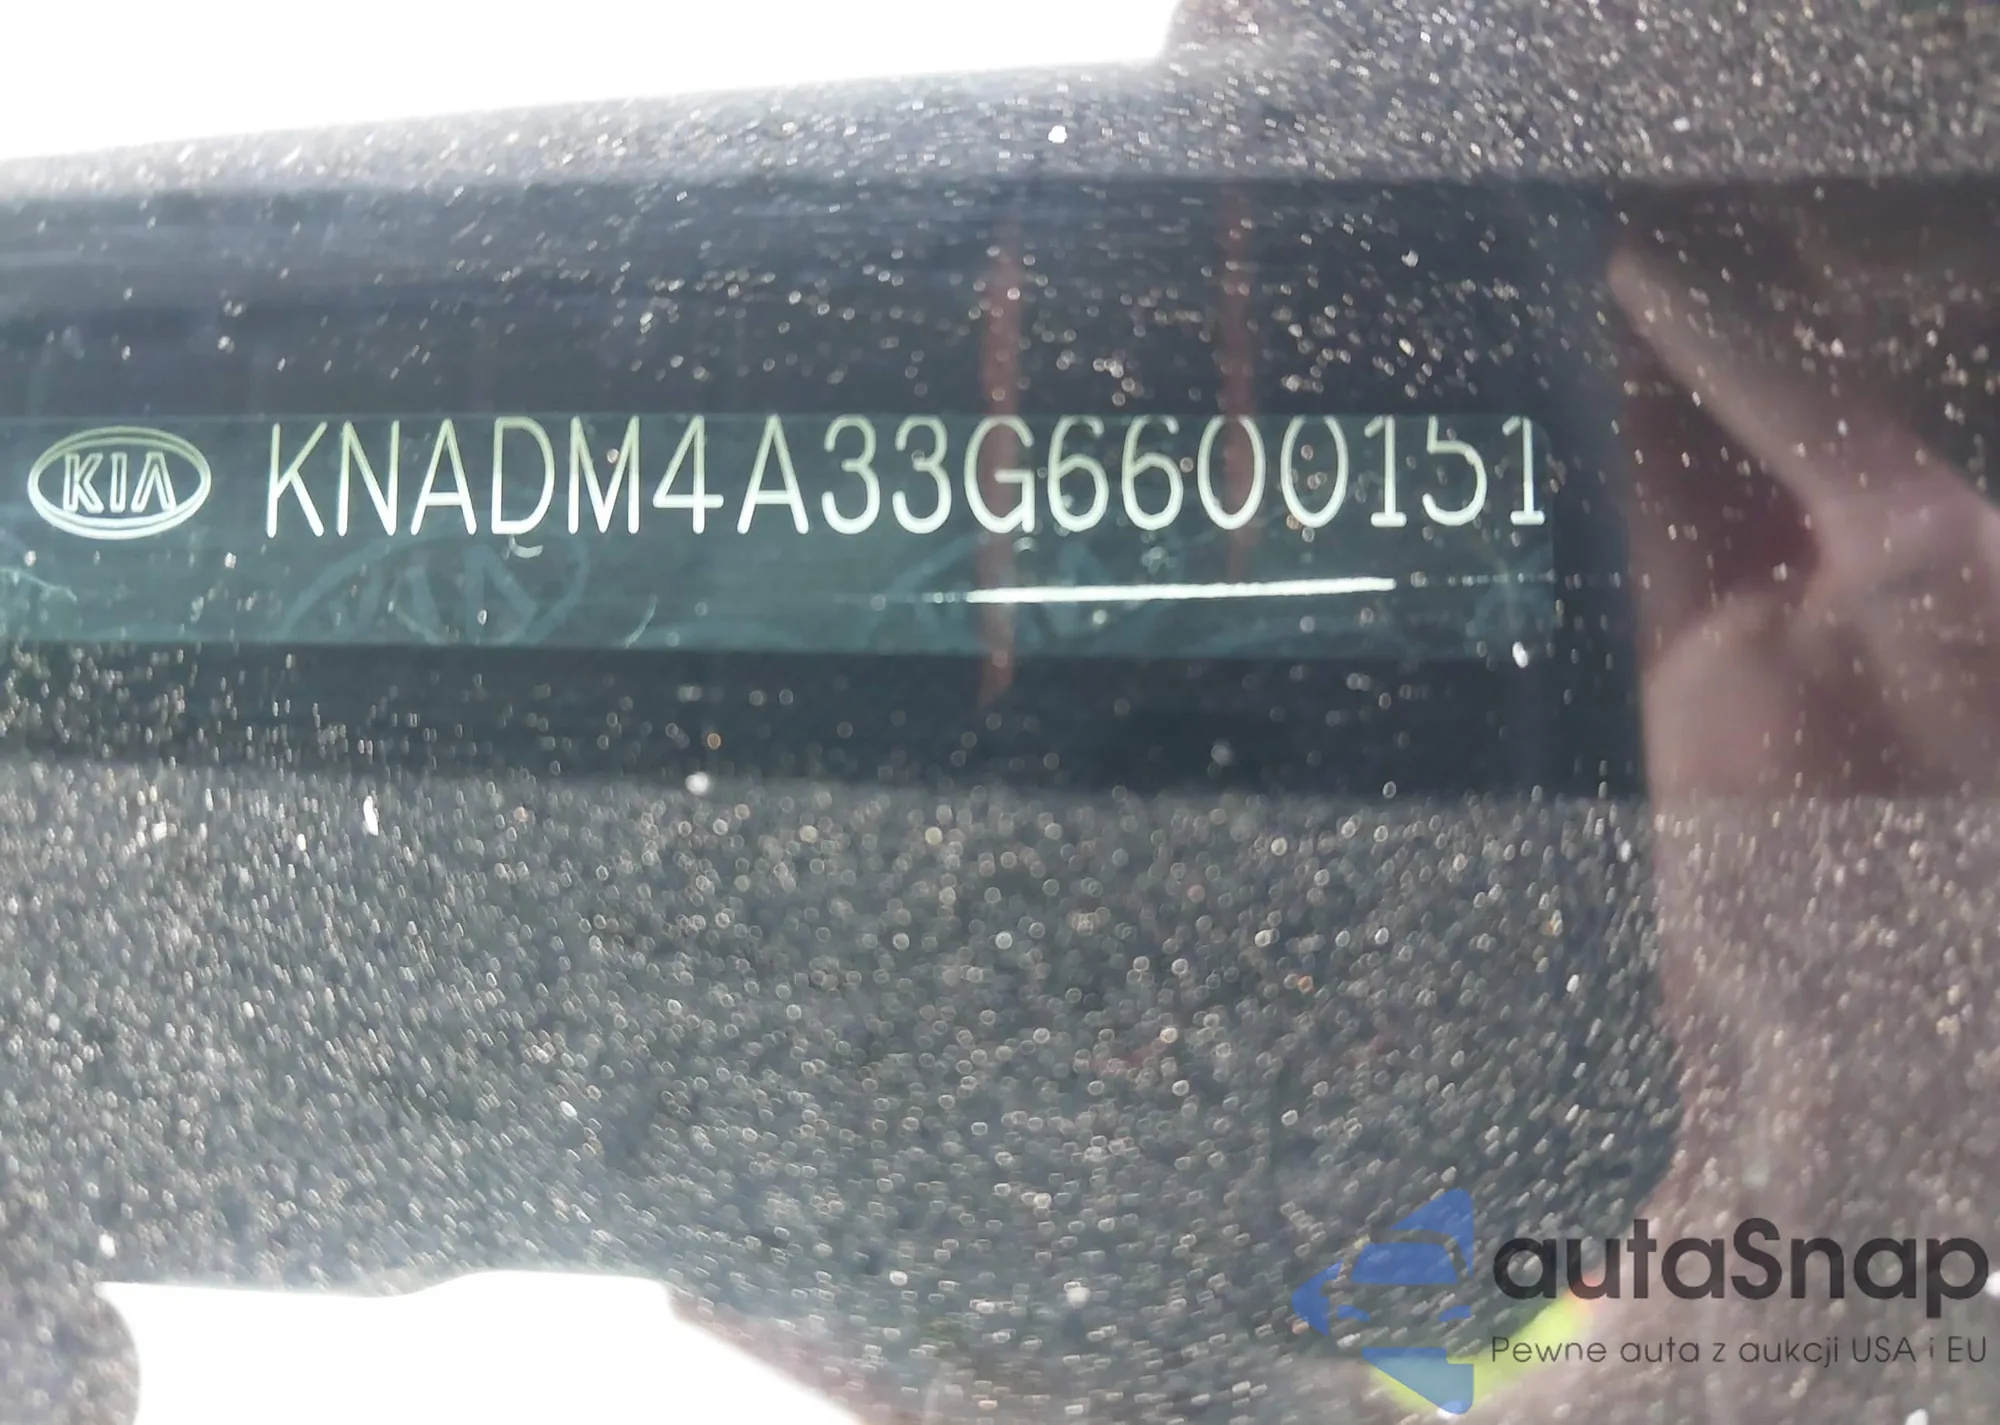 KIA KNADM4A33G6600151
autaSnap
Pewne auta z aukcji USA i EU